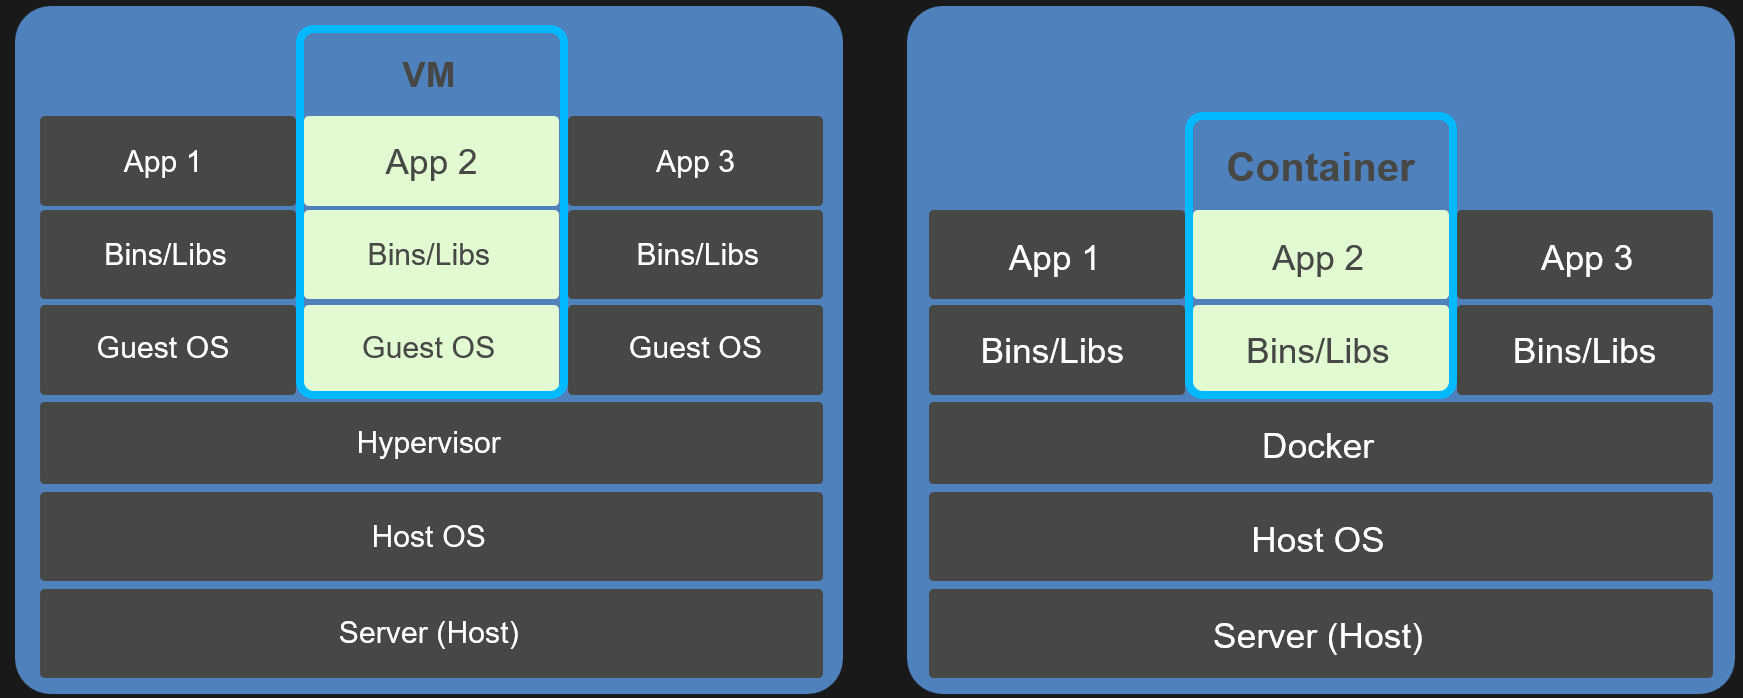 VM
App 1
App 2
App 3
Bins/Libs
Bins/Libs
Bins/Libs
Guest OS
Guest OS
Guest OS
Hypervisor
Host OS
Server (Host)
Container
App 1
App 2
App 3
Bins/Libs
Bins/Libs
Bins/Libs
Docker
Host OS
Server (Host)